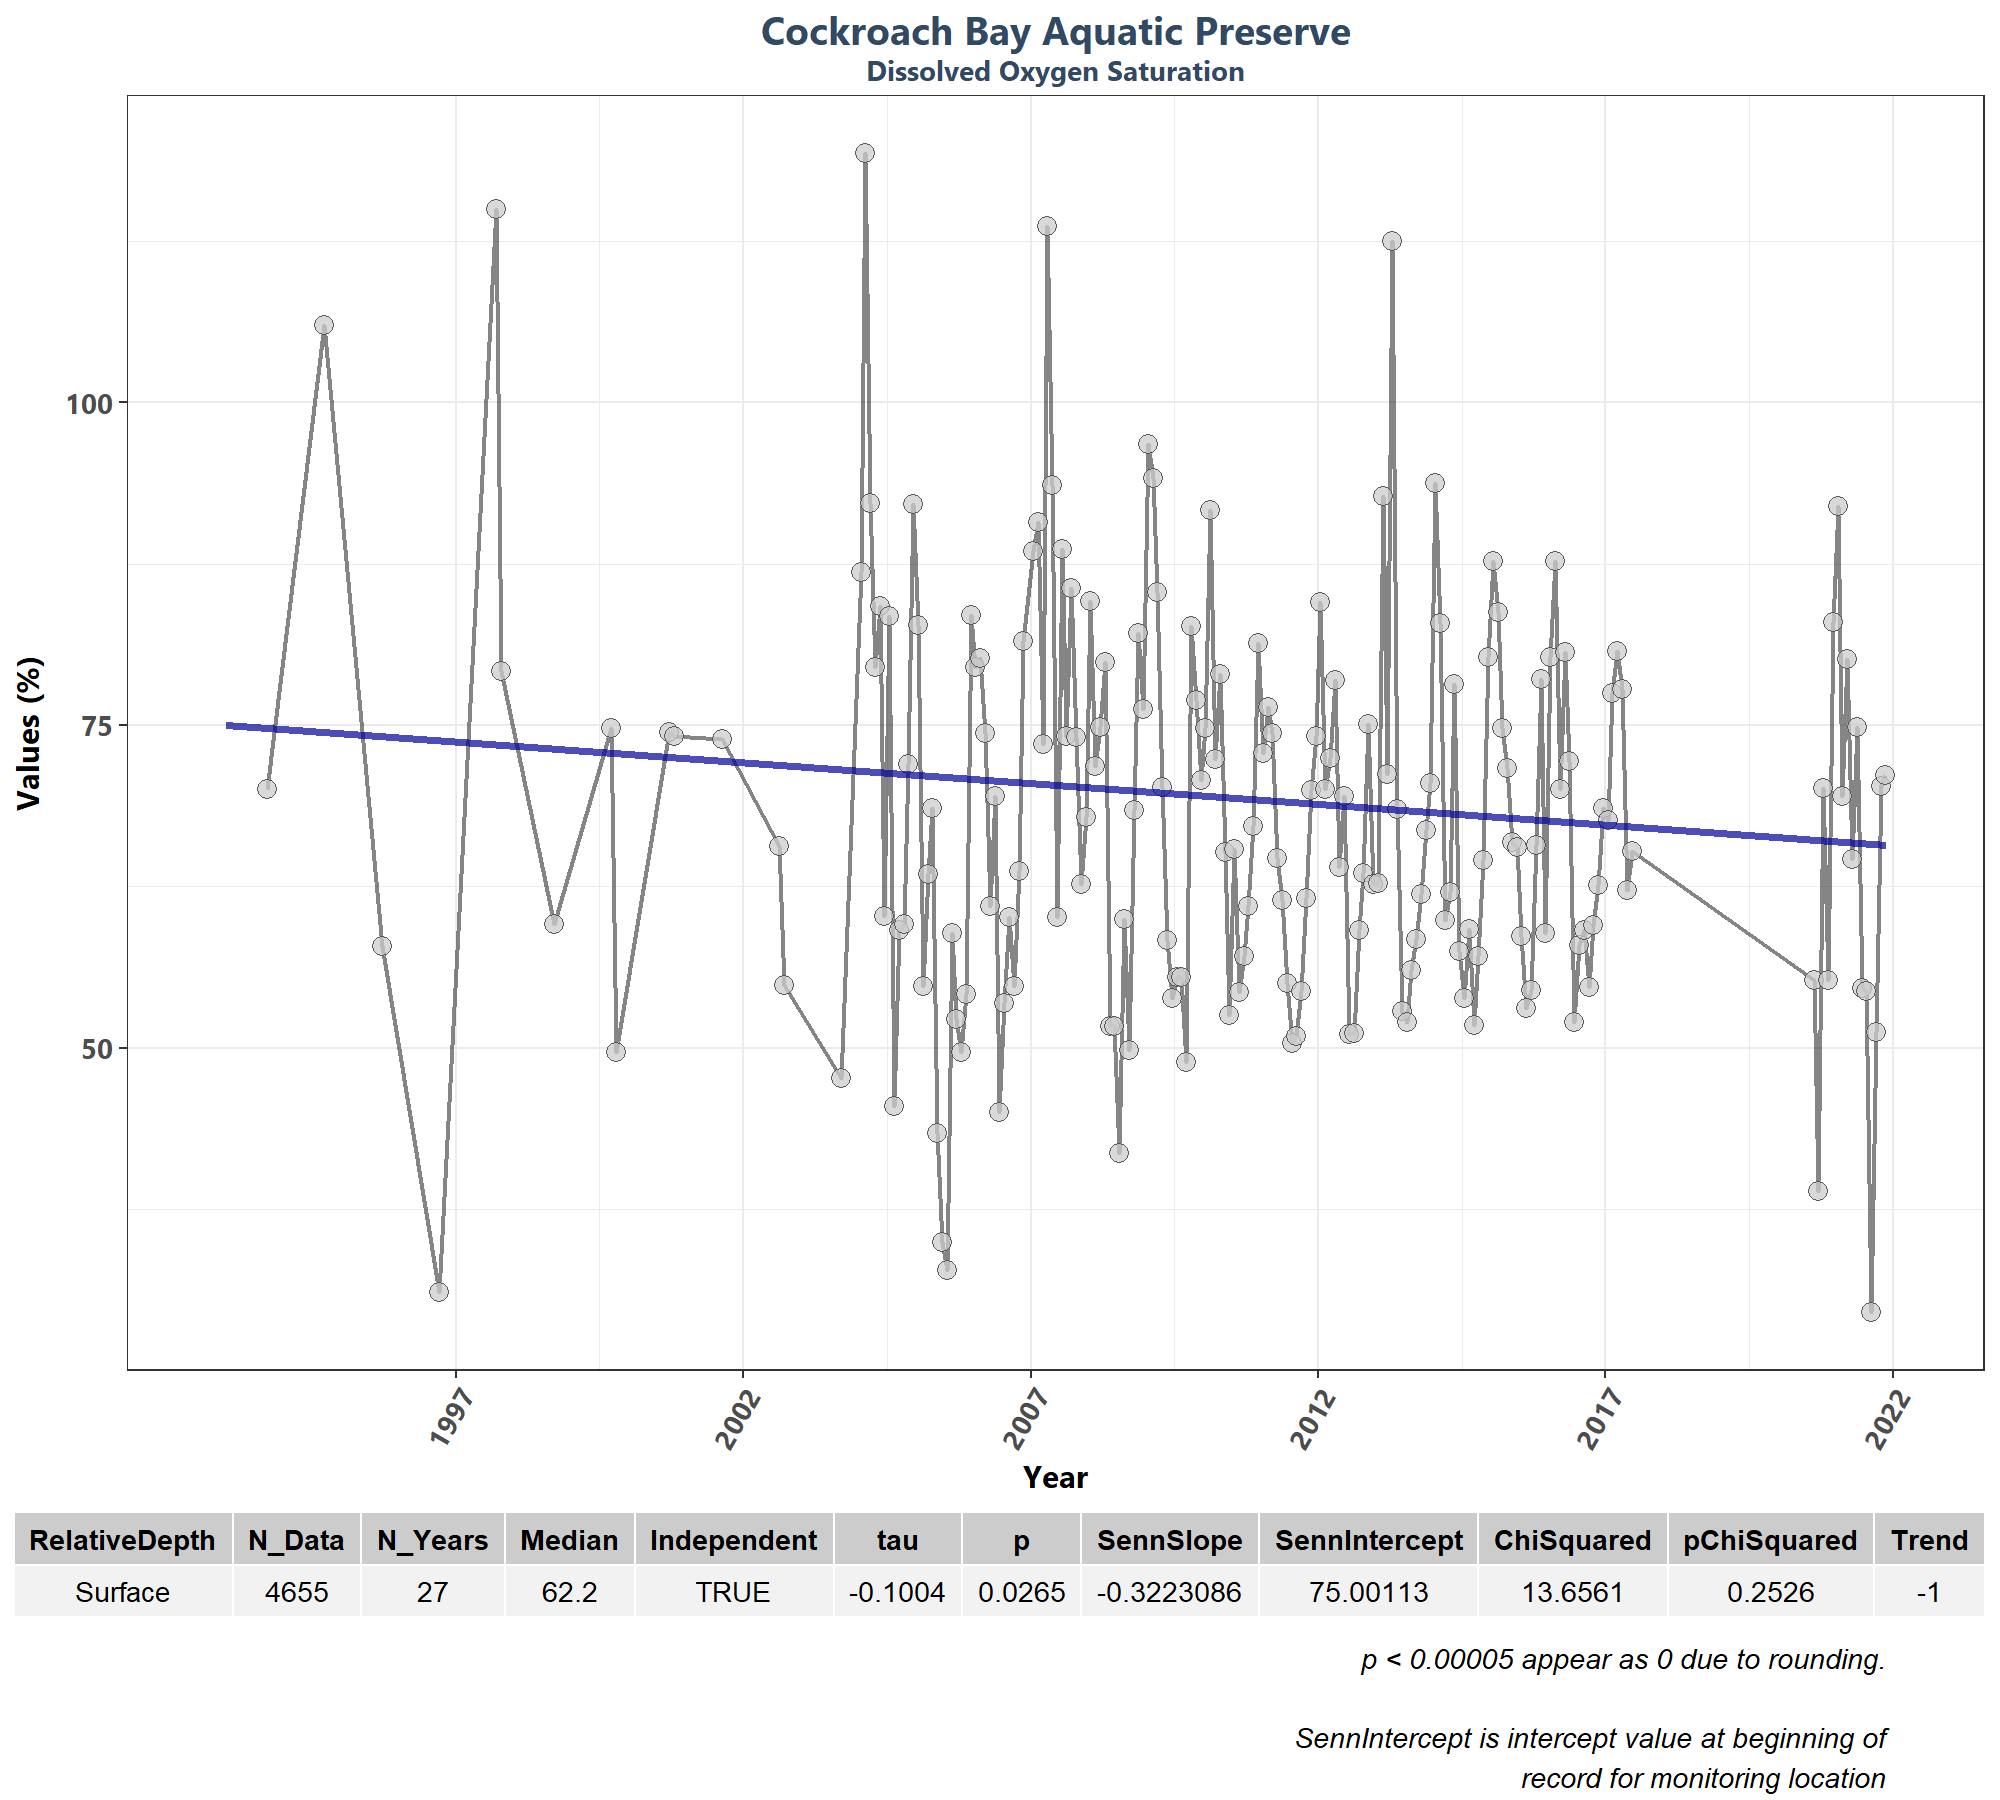 Cockroach Bay Aquatic Preserve
Dissolved Oxygen Saturation
Values (%)
100
75
50
1997
2002
2007
2012
2017
2022
Year
RelativeDepth N_Data N_Years Median Independent tau p SennSlope SennIntercept ChiSquared pChiSquared Trend
Surface 4655 27 62.2 TRUE -0.1004 0.0265 -0.3223086 75.00113 13.6561 0.2526 -1
p < 0.00005 appear as 0 due to rounding.
SennIntercept is intercept value at beginning of
record for monitoring location